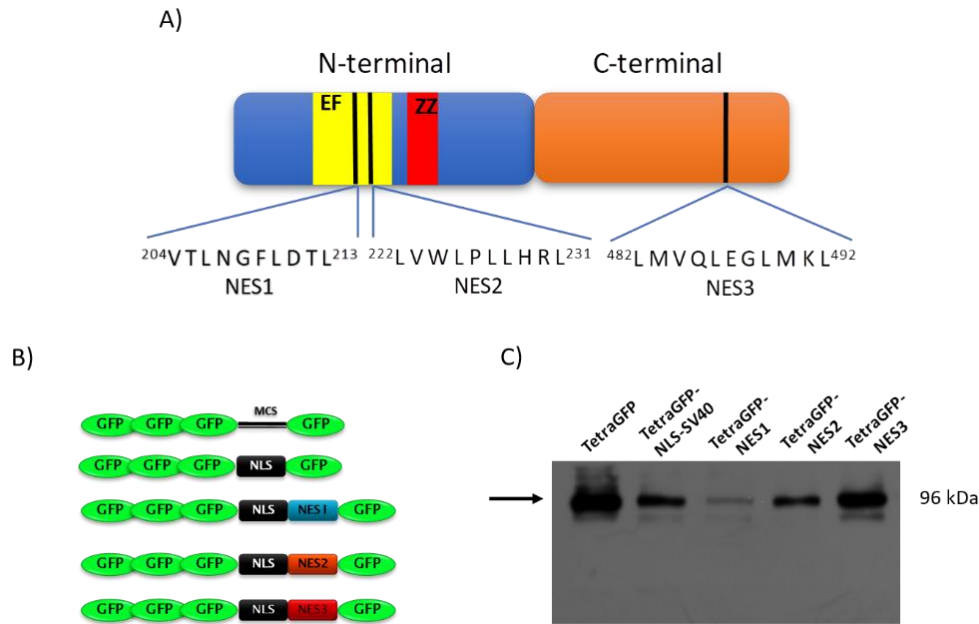 A)
N-terminal C-terminal
EF ZZ
²⁰⁴VTLNGFLDTL²¹³ ²²²LVWLPLLHRL²³¹ ⁴⁸²LMVQLEGLMKL⁴⁹²
NES1 NES2 NES3
B)
GFP GFP GFP MCS GFP
GFP GFP GFP NLS GFP
GFP GFP GFP NLS NES1 GFP
GFP GFP GFP NLS NES2 GFP
GFP GFP GFP NLS NES3 GFP
C)
TetraGFP
TetraGFP-
NLS-SV40
TetraGFP-
NES1
TetraGFP-
NES2
TetraGFP-
NES3
96 kDa